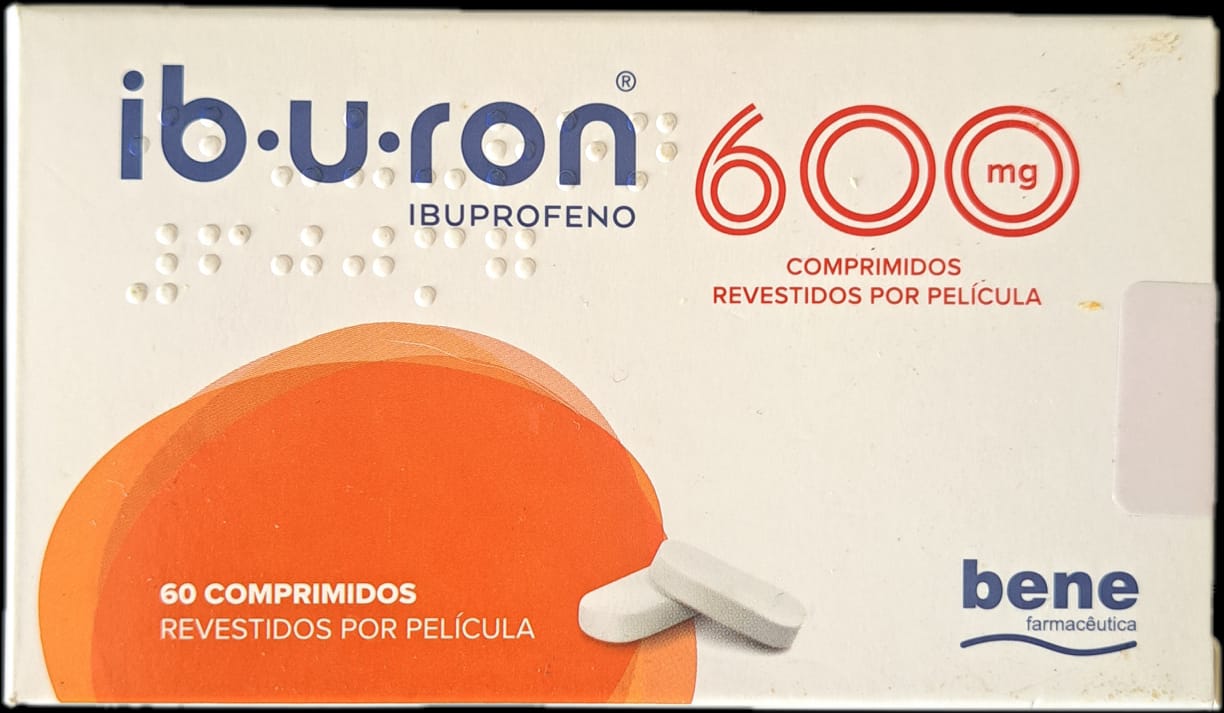 ib·u·ron®
IBUPROFENO
600 mg
COMPRIMIDOS
REVESTIDOS POR PELÍCULA
60 COMPRIMIDOS
REVESTIDOS POR PELÍCULA
bene
farmacêutica